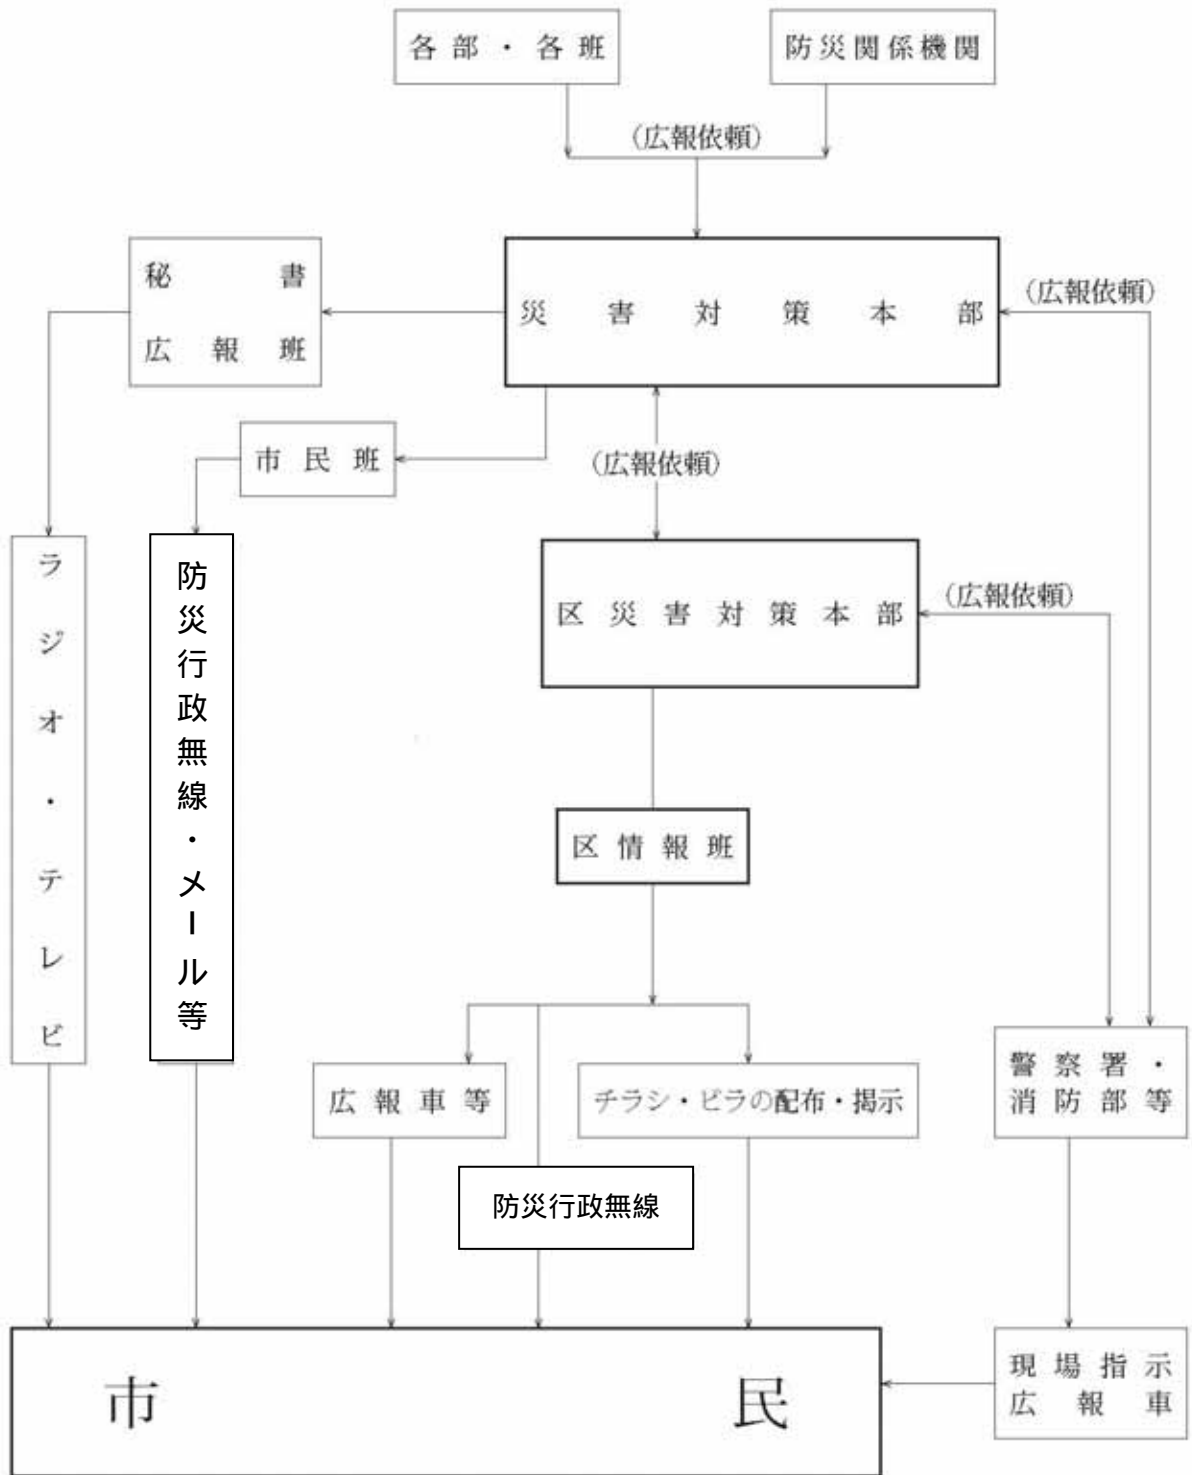 各部・各班
防災関係機関
（広報依頼）
秘書
広報班
災害対策本部
（広報依頼）
市民班
（広報依頼）
区災害対策本部
（広報依頼）
ラジオ・テレビ
防災行政無線・メール等
区情報班
広報車等
チラシ・ビラの配布・掲示
警察署・
消防部等
防災行政無線
市民
現場指示
広報車